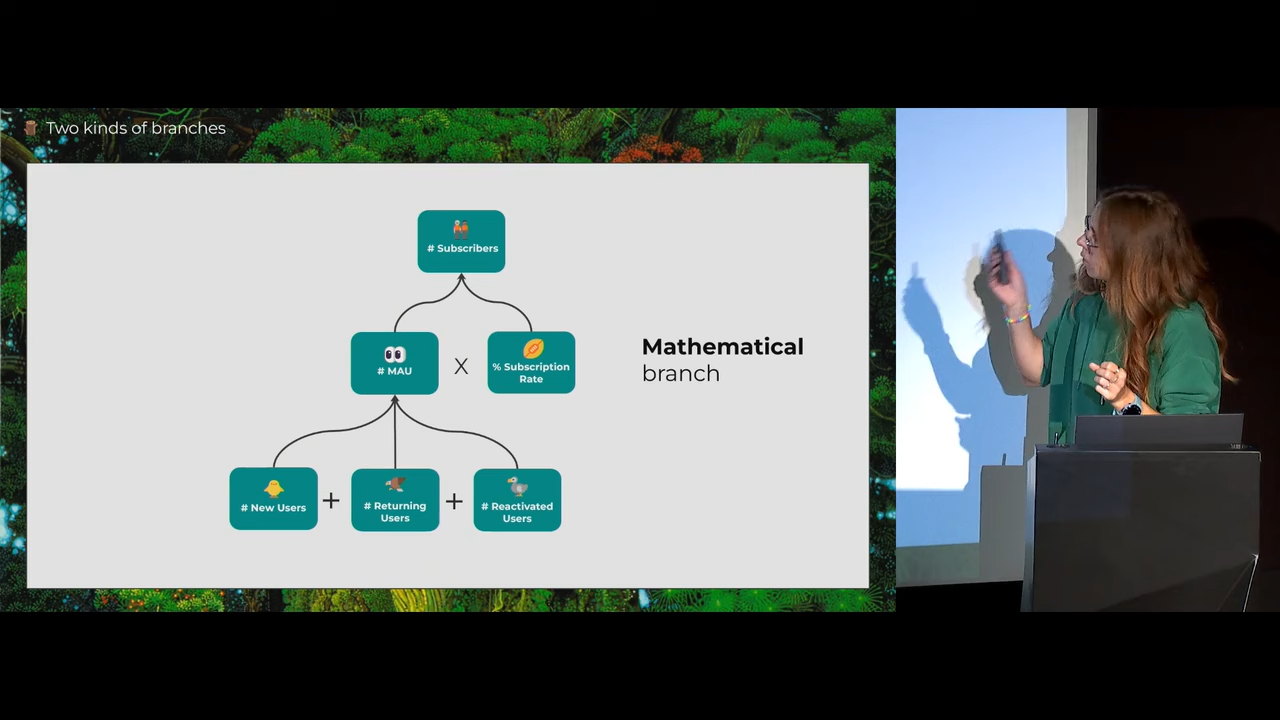 Two kinds of branches
# Subscribers
# MAU
X
% Subscription
Rate
Mathematical
branch
# New Users
+
# Returning
Users
+
# Reactivated
Users